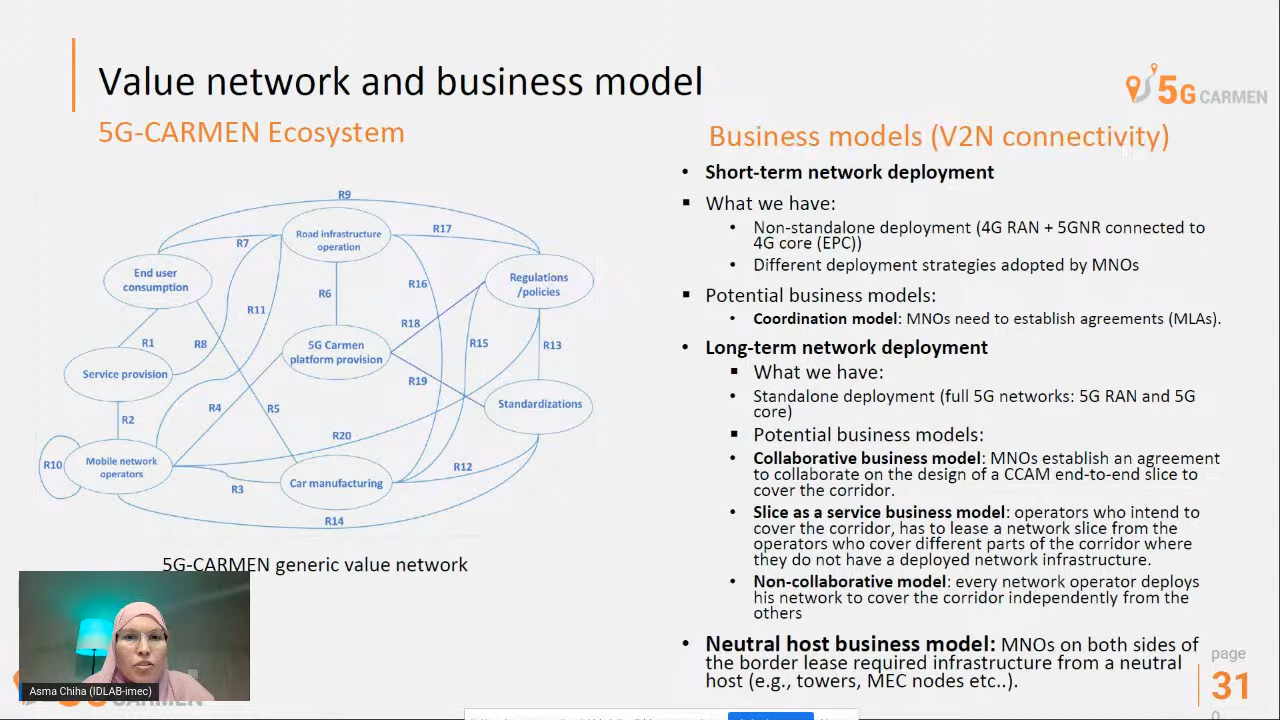 Value network and business model
5G CARMEN
5G-CARMEN Ecosystem
R9
Road infrastructure
operation
R17
R7
End user
consumption
Regulations
/policies
R6
R16
R11
R18
R1
R8
5G Carmen
platform provision
R15
R13
Service provision
R19
R4
R5
Standardizations
R2
R20
Mobile network
operators
R10
R12
Car manufacturing
R3
R14
5G-CARMEN generic value network
Business models (V2N connectivity)
• Short-term network deployment
▪ What we have:
• Non-standalone deployment (4G RAN + 5GNR connected to
4G core (EPC))
• Different deployment strategies adopted by MNOs
▪ Potential business models:
• Coordination model: MNOs need to establish agreements (MLAs).
• Long-term network deployment
▪ What we have:
• Standalone deployment (full 5G networks: 5G RAN and 5G
core)
▪ Potential business models:
• Collaborative business model: MNOs establish an agreement
to collaborate on the design of a CCAM end-to-end slice to
cover the corridor.
• Slice as a service business model: operators who intend to
cover the corridor, has to lease a network slice from the
operators who cover different parts of the corridor where
they do not have a deployed network infrastructure.
• Non-collaborative model: every network operator deploys
his network to cover the corridor independently from the
others
• Neutral host business model: MNOs on both sides of
the border lease required infrastructure from a neutral
host (e.g., towers, MEC nodes etc..).
page
31
Asma Chiha (IDLAB-imec)